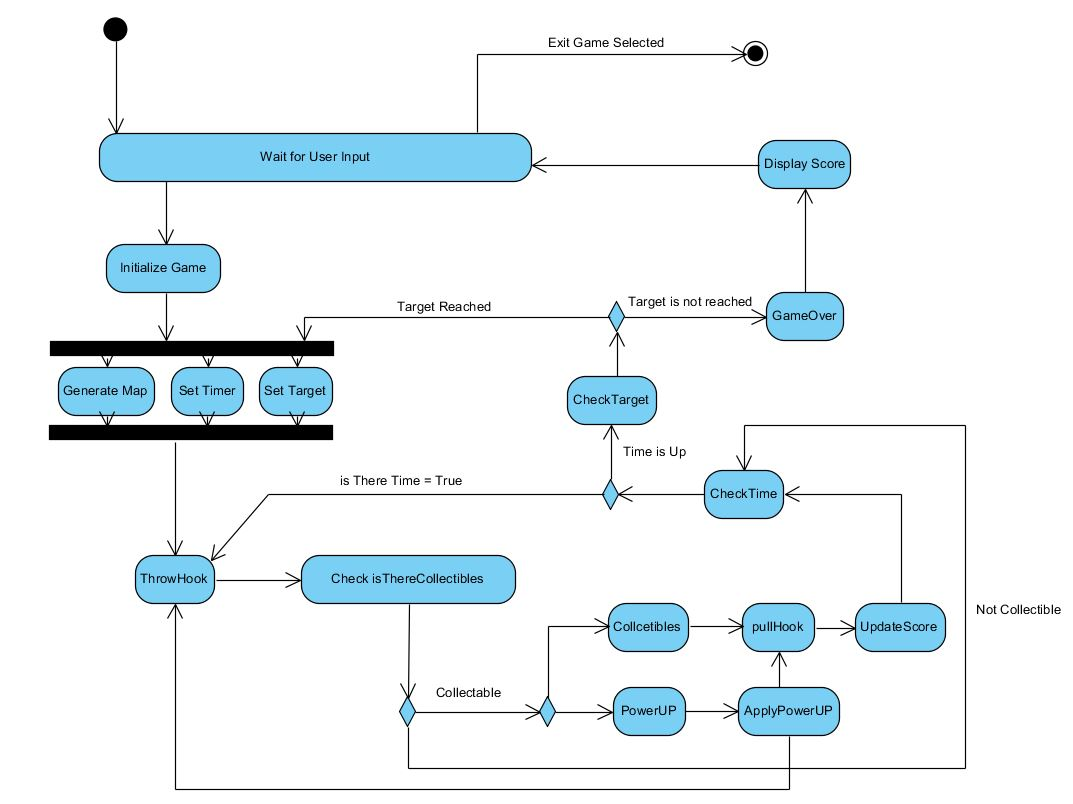 Exit Game Selected
Wait for User Input
Display Score
Initialize Game
Target Reached
Target is not reached
GameOver
Generate Map
Set Timer
Set Target
CheckTarget
Time is Up
is There Time = True
CheckTime
ThrowHook
Check isThereCollectibles
Not Collectible
Collcetibles
pullHook
UpdateScore
Collectable
PowerUP
ApplyPowerUP